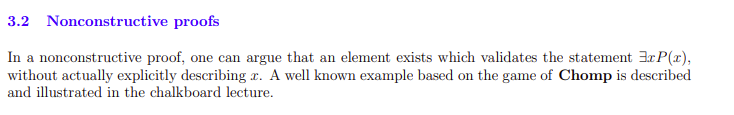 3.2 Nonconstructive proofs
In a nonconstructive proof, one can argue that an element exists which validates the statement ∃xP(x),
without actually explicitly describing x. A well known example based on the game of Chomp is described
and illustrated in the chalkboard lecture.